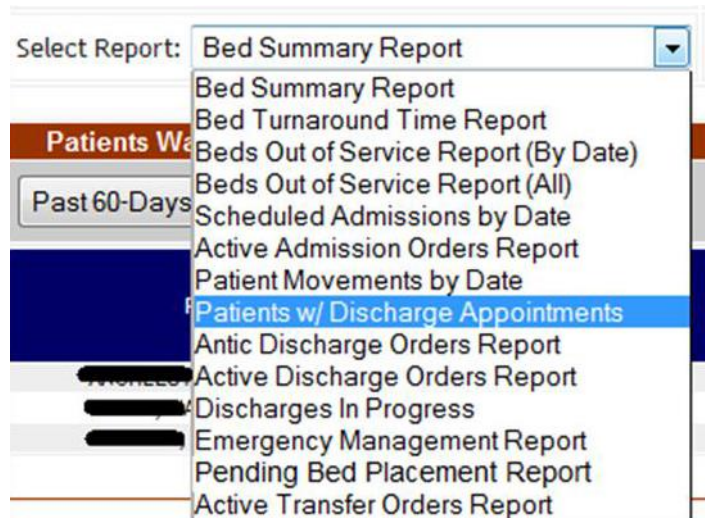 Select Report: Bed Summary Report
Bed Summary Report
Bed Turnaround Time Report
Patients Wa
Beds Out of Service Report (By Date)
Beds Out of Service Report (All)
Past 60-Days
Scheduled Admissions by Date
Active Admission Orders Report
Patient Movements by Date
Patients w/ Discharge Appointments
Antic Discharge Orders Report
Active Discharge Orders Report
Discharges In Progress
Emergency Management Report
Pending Bed Placement Report
Active Transfer Orders Report